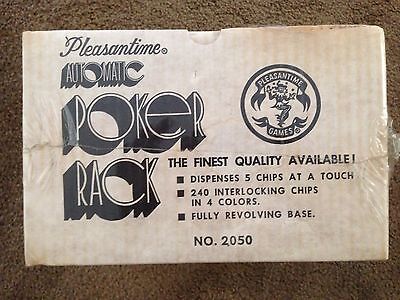 Pleasantime®
AUTOMATIC
POKER
RACK
PLEASANTIME
GAMES®
THE FINEST QUALITY AVAILABLE!
■ DISPENSES 5 CHIPS AT A TOUCH
■ 240 INTERLOCKING CHIPS
IN 4 COLORS.
■ FULLY REVOLVING BASE.
NO. 2050